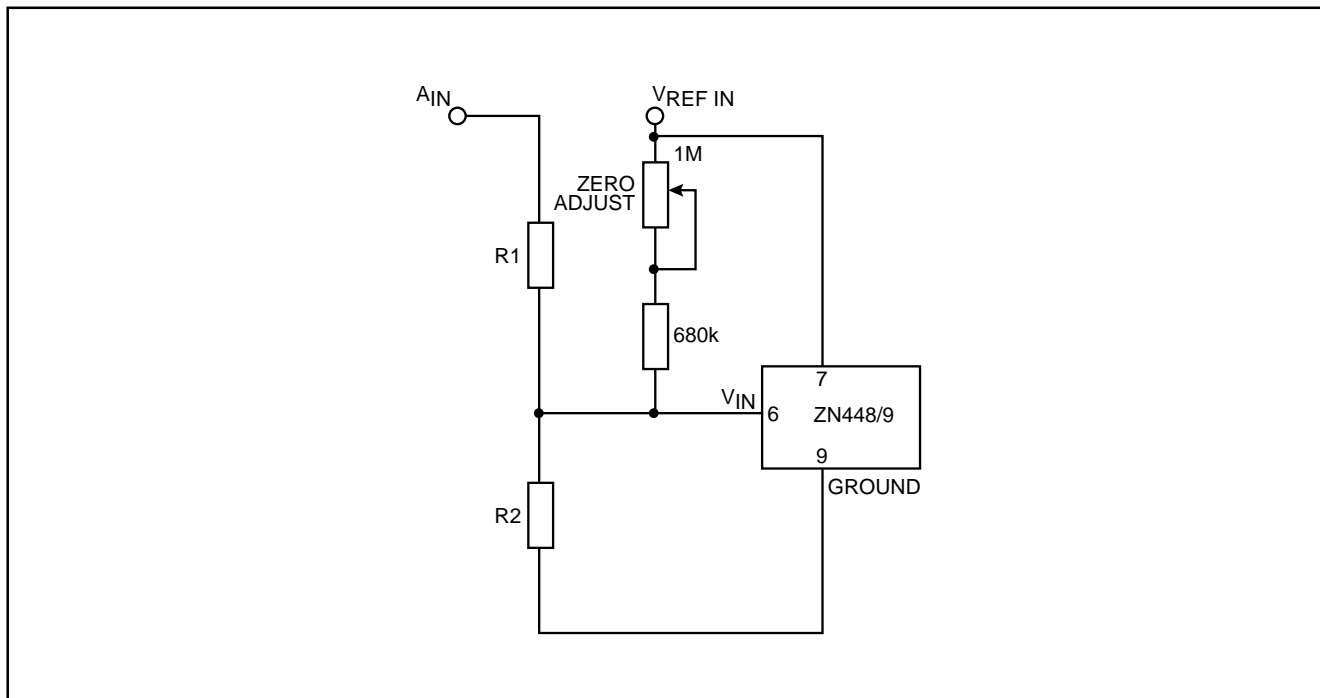 AIN
VREF IN
1M
ZERO
ADJUST
R1
680k
VIN
7
6
ZN448/9
9
GROUND
R2